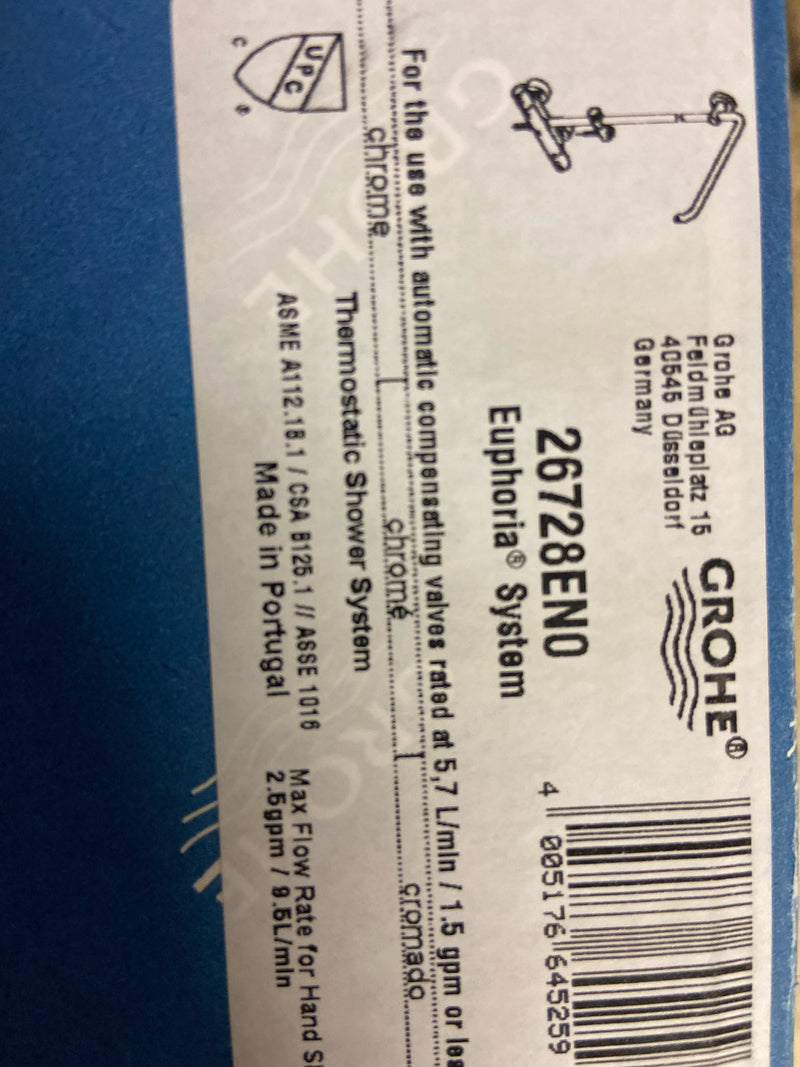 Grohe AG
Feldmühleplatz 15
40545 Düsseldorf
Germany
GROHE®
26728EN0
Euphoria® System
4 005176 645259
For the use with automatic compensating valves rated at 5,7 L/min / 1.5 gpm or les
chrome
chromé
cromado
Thermostatic Shower System
ASME A112.18.1 / CSA B125.1 // ASSE 1016
Made in Portugal
Max Flow Rate for Hand S
2.5gpm / 9.5L/min
UPC
c ®
GROHE